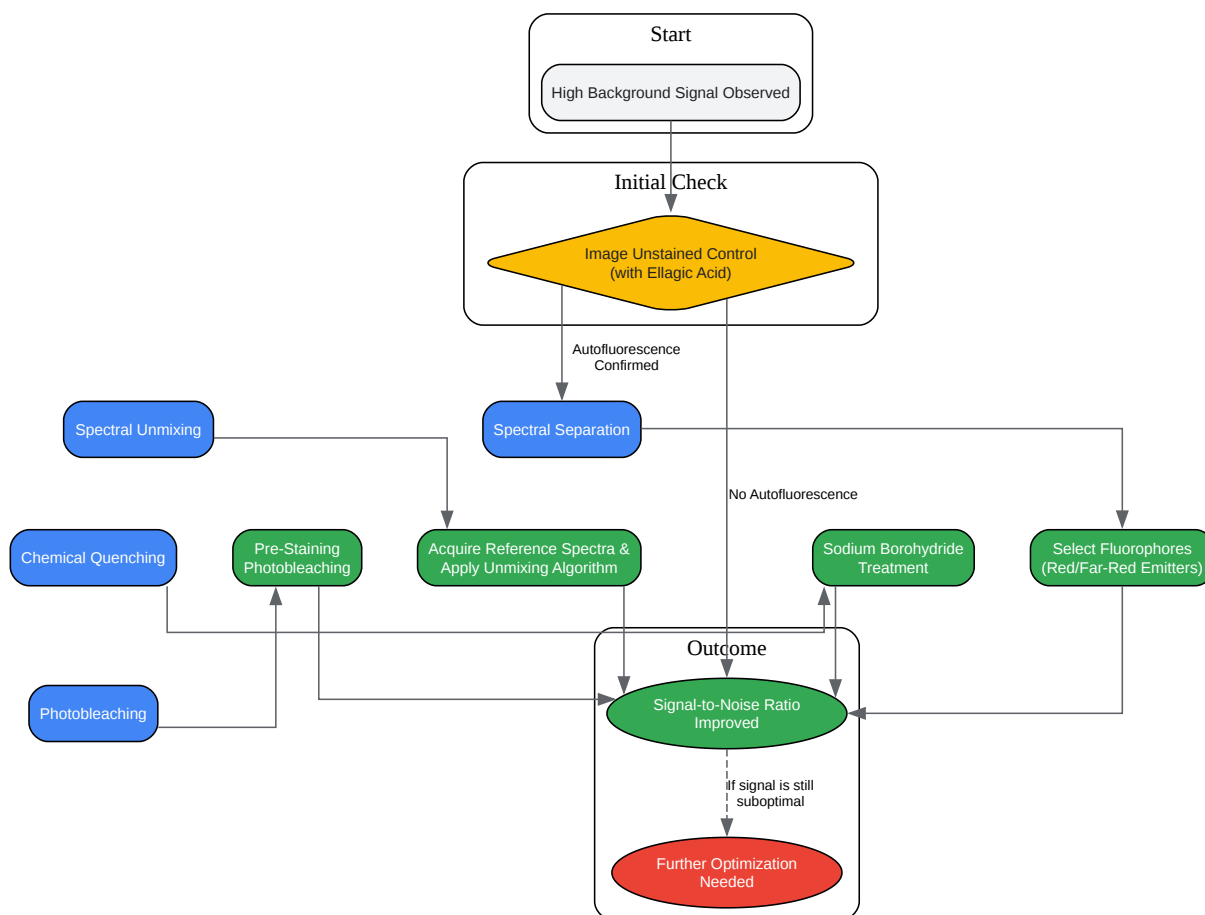 Start
High Background Signal Observed
Initial Check
Image Unstained Control
(with Ellagic Acid)
Autofluorescence
Confirmed
Spectral Unmixing
Spectral Separation
No Autofluorescence
Chemical Quenching
Pre-Staining
Photobleaching
Acquire Reference Spectra &
Apply Unmixing Algorithm
Sodium Borohydride
Treatment
Select Fluorophores
(Red/Far-Red Emitters)
Outcome
Photobleaching
Signal-to-Noise Ratio
Improved
If signal is still
suboptimal
Further Optimization
Needed